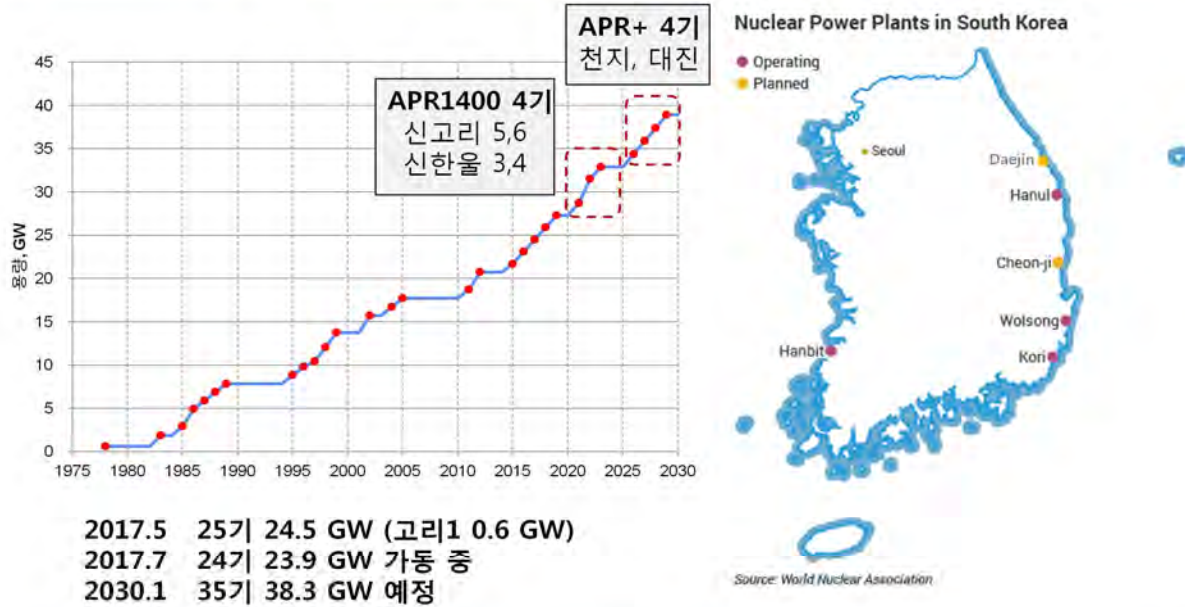 APR+ 4기
천지, 대진
APR1400 4기
신고리 5,6
신한울 3,4
용량, GW
45
40
35
30
25
20
15
10
5
0
1975 1980 1985 1990 1995 2000 2005 2010 2015 2020 2025 2030
2017.5 25기 24.5 GW (고리1 0.6 GW)
2017.7 24기 23.9 GW 가동 중
2030.1 35기 38.3 GW 예정
Nuclear Power Plants in South Korea
Operating
Planned
Seoul
Daejin
Hanul
Cheon-ji
Wolsong
Hanbit
Kori
Source: World Nuclear Association